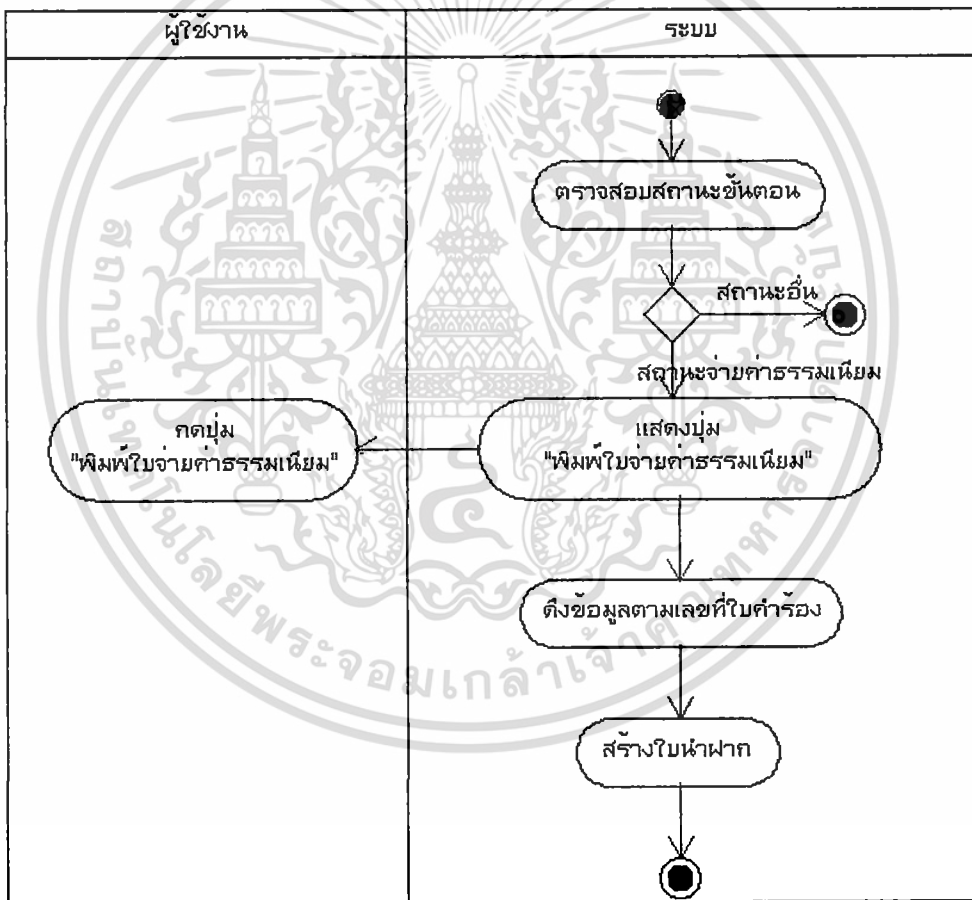 ผู้ใช้งาน
ระบบ
ตรวจสอบสถานะขั้นตอน
สถานะอื่น
สถานะจ่ายค่าธรรมเนียม
กดปุ่ม
"พิมพ์ใบจ่ายค่าธรรมเนียม"
แสดงปุ่ม
"พิมพ์ใบจ่ายค่าธรรมเนียม"
ดึงข้อมูลตามเลขที่ใบคำร้อง
สร้างใบนำฝาก